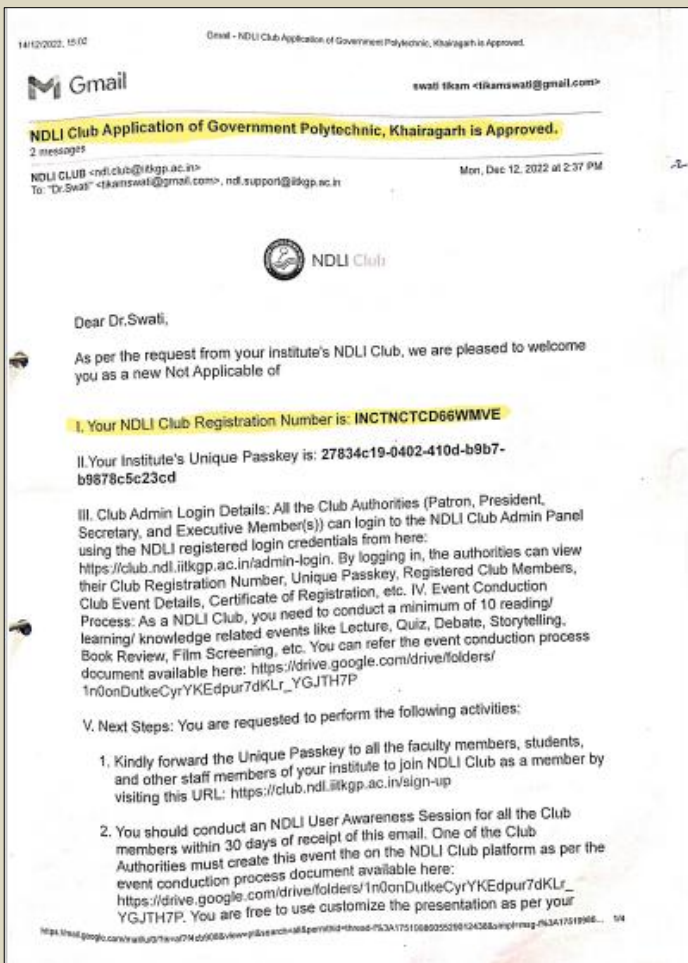 14/12/2022, 15:02
Gmail - NDLI Club Application of Government Polytechnic, Khairagarh is Approved.
Gmail
swati tikam <tikamswati@gmail.com>
NDLI Club Application of Government Polytechnic, Khairagarh is Approved.
2 messages
NDLI CLUB <ndl.club@iitkgp.ac.in>
Mon, Dec 12, 2022 at 2:37 PM
To: "Dr.Swati" <tikamswati@gmail.com>, ndl.support@iitkgp.ac.in
NDLI Club
Dear Dr.Swati,
As per the request from your institute's NDLI Club, we are pleased to welcome
you as a new Not Applicable of
I. Your NDLI Club Registration Number is: INCTNCTCD66WMVE
II.Your Institute's Unique Passkey is: 27834c19-0402-410d-b9b7-
b9878c5c23cd
III. Club Admin Login Details: All the Club Authorities (Patron, President,
Secretary, and Executive Member(s)) can login to the NDLI Club Admin Panel
using the NDLI registered login credentials from here:
https://club.ndl.iitkgp.ac.in/admin-login. By logging in, the authorities can view
their Club Registration Number, Unique Passkey, Registered Club Members,
Club Event Details, Certificate of Registration, etc. IV. Event Conduction
Process: As a NDLI Club, you need to conduct a minimum of 10 reading/
learning/ knowledge related events like Lecture, Quiz, Debate, Storytelling,
Book Review, Film Screening, etc. You can refer the event conduction process
document available here: https://drive.google.com/drive/folders/
1n0onDutkeCyrYKEdpur7dKLr_YGJTH7P
V. Next Steps: You are requested to perform the following activities:
1. Kindly forward the Unique Passkey to all the faculty members, students,
and other staff members of your institute to join NDLI Club as a member by
visiting this URL: https://club.ndl.iitkgp.ac.in/sign-up
2. You should conduct an NDLI User Awareness Session for all the Club
members within 30 days of receipt of this email. One of the Club
Authorities must create this event the on the NDLI Club platform as per the
event conduction process document available here:
https://drive.google.com/drive/folders/1n0onDutkeCyrYKEdpur7dKLr_
YGJTH7P. You are free to use customize the presentation as per your
1/4